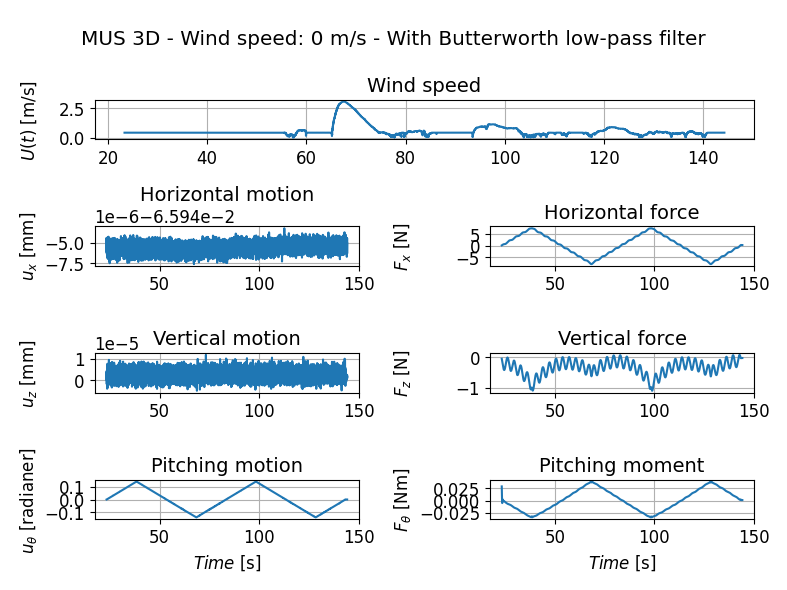 MUS 3D - Wind speed: 0 m/s - With Butterworth low-pass filter
Wind speed
U(t) [m/s]
2.5
0.0
20 40 60 80 100 120 140
Horizontal motion
1e-6−6.594e−2
u_x [mm]
−5.0
−7.5
50 100 150
Horizontal force
F_x [N]
5
0
−5
50 100 150
Vertical motion
1e−5
u_z [mm]
1
0
50 100 150
Vertical force
F_z [N]
0
−1
50 100 150
Pitching motion
u_θ [radianer]
0.1
0.0
−0.1
50 100 150
Time [s]
Pitching moment
F_θ [Nm]
0.025
0.000
−0.025
50 100 150
Time [s]